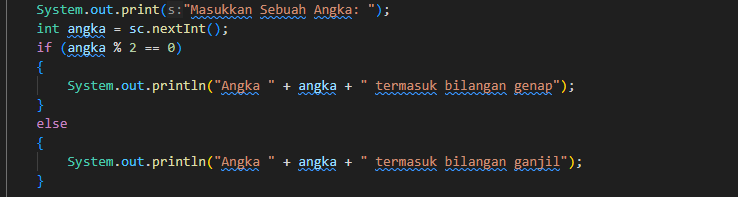 System.out.print(s:"Masukkan Sebuah Angka: ");
int angka = sc.nextInt();
if (angka % 2 == 0)
{
System.out.println("Angka " + angka + " termasuk bilangan genap");
}
else
{
System.out.println("Angka " + angka + " termasuk bilangan ganjil");
}